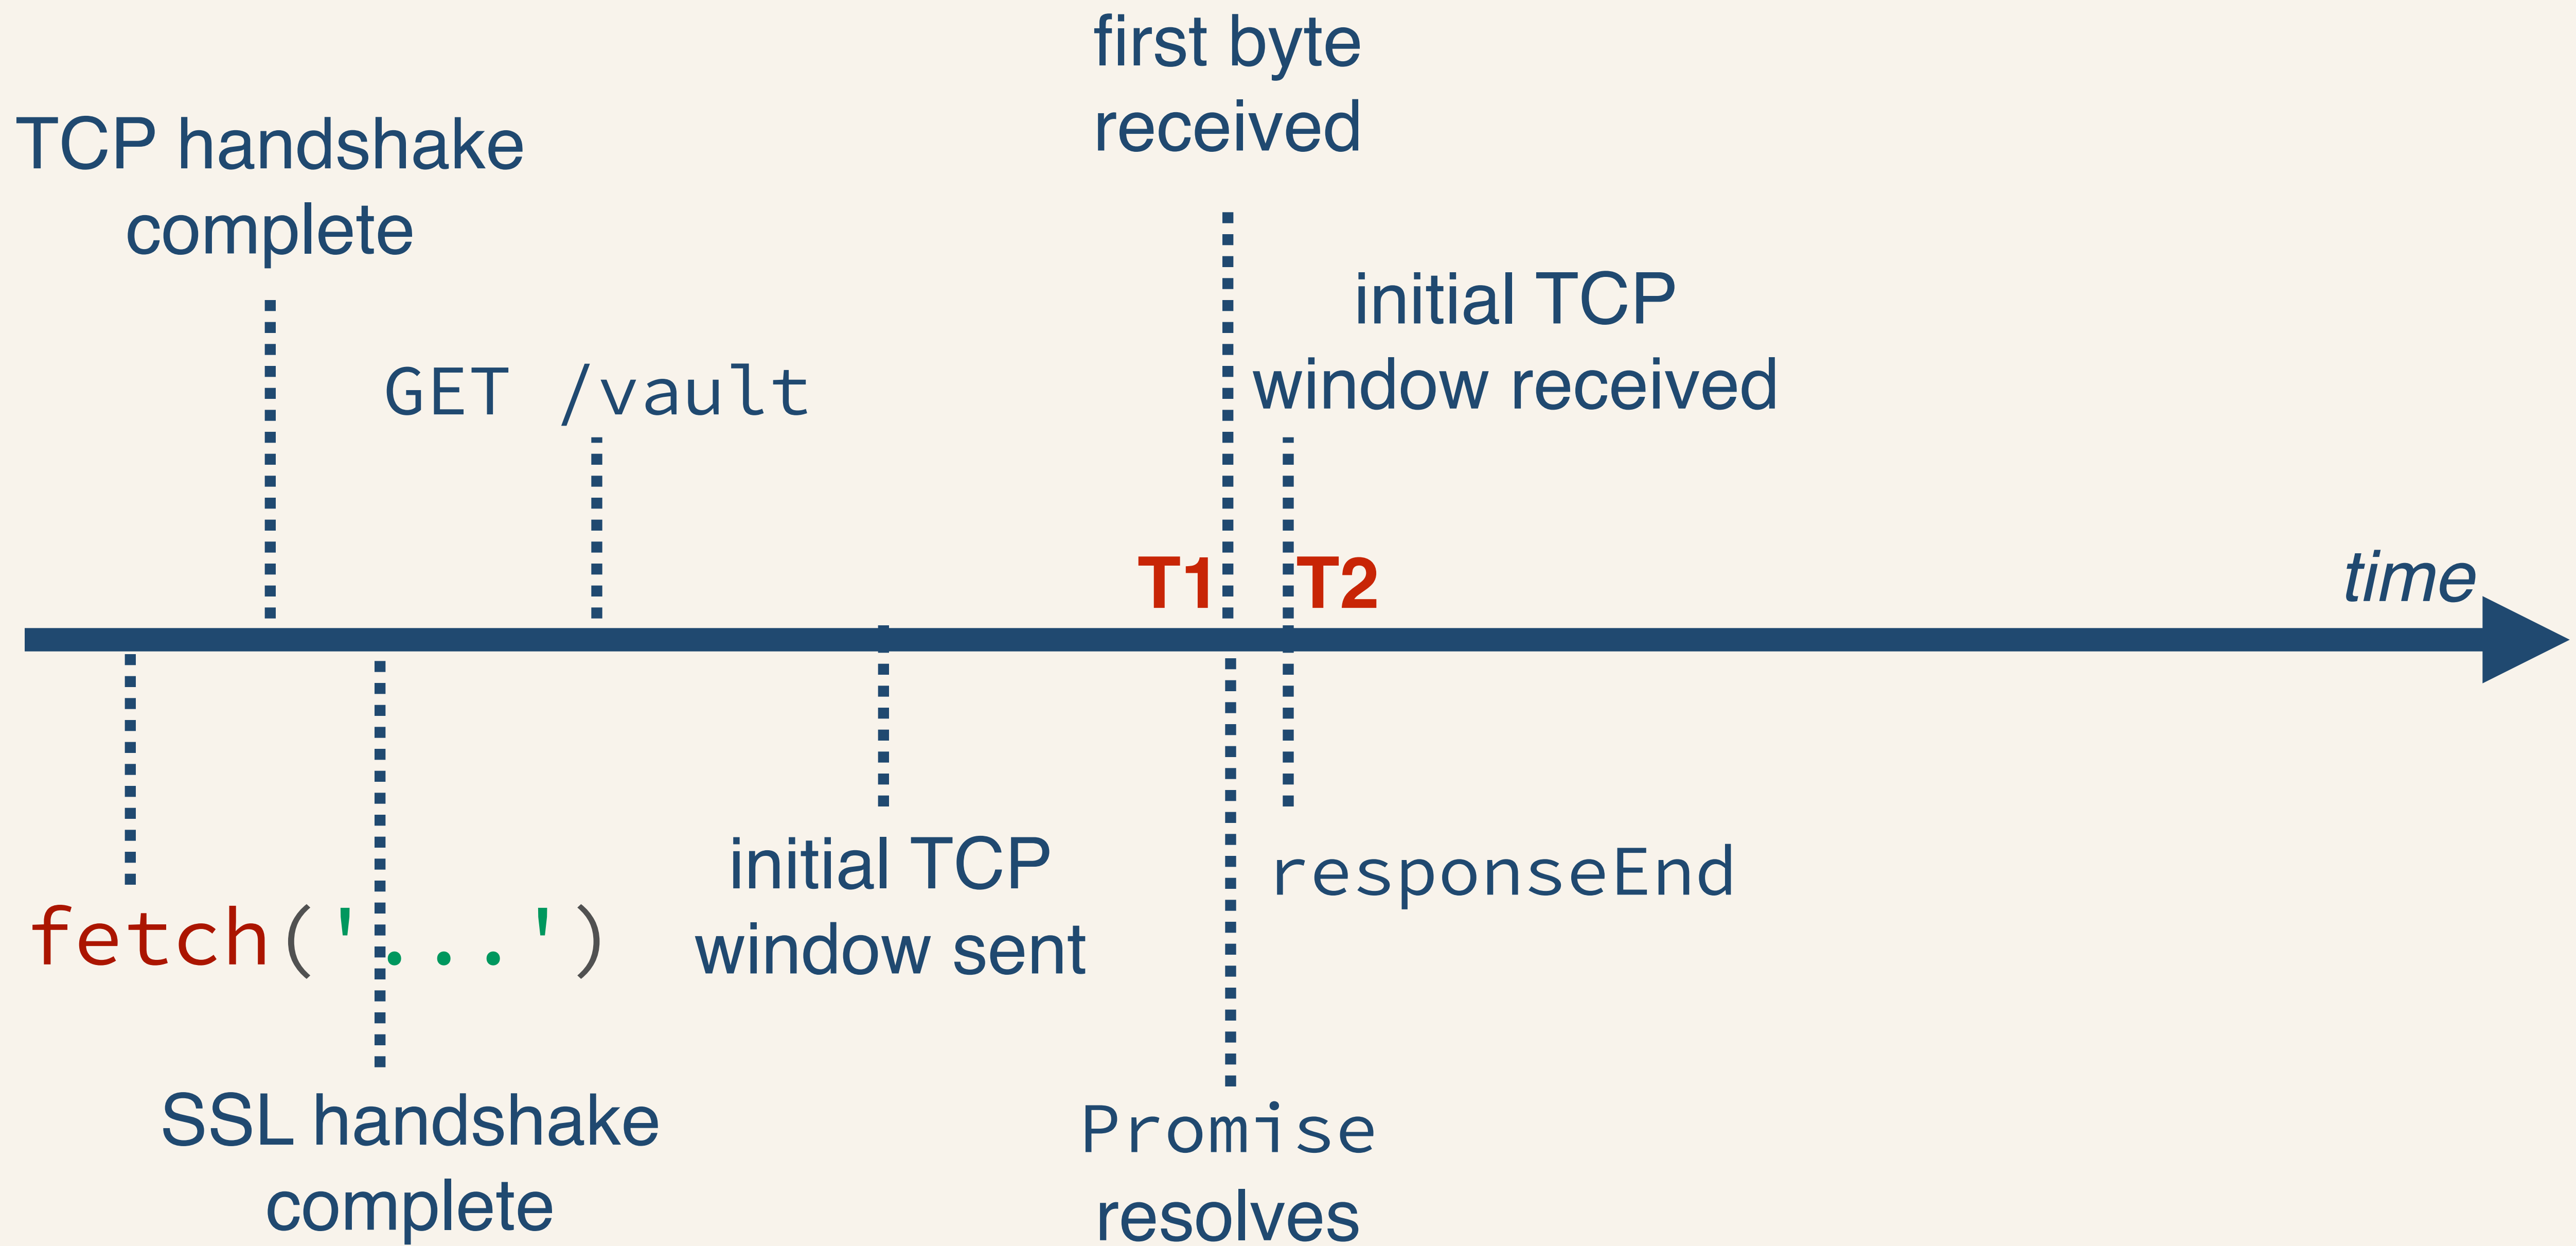 first byte
received
TCP handshake
complete
initial TCP
window received
GET /vault
T1
T2
time
initial TCP
window sent
responseEnd
fetch('...')
SSL handshake
complete
Promise
resolves